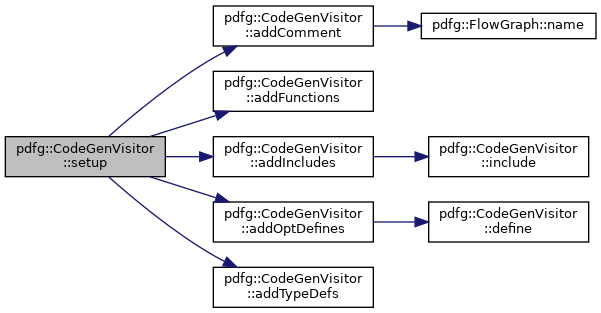 pdfg::CodeGenVisitor
::addComment
pdfg::FlowGraph::name
pdfg::CodeGenVisitor
::addFunctions
pdfg::CodeGenVisitor
::setup
pdfg::CodeGenVisitor
::addIncludes
pdfg::CodeGenVisitor
::include
pdfg::CodeGenVisitor
::addOptDefines
pdfg::CodeGenVisitor
::define
pdfg::CodeGenVisitor
::addTypeDefs